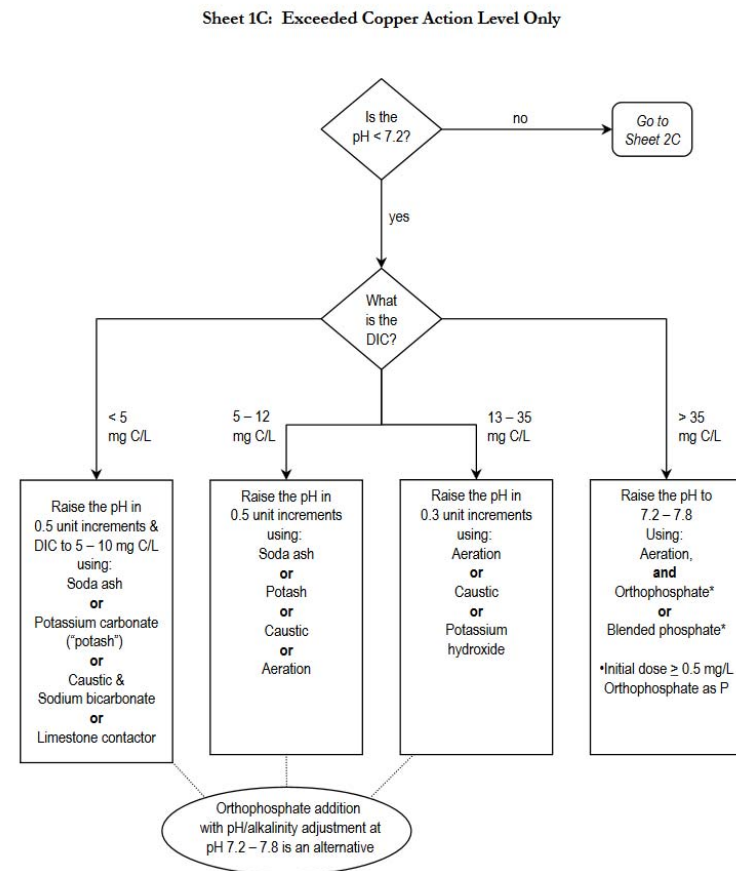 Sheet 1C: Exceeded Copper Action Level Only
Is the
pH < 7.2?
no
Go to
Sheet 2C
yes
What
is the
DIC?
< 5
mg C/L
5 – 12
mg C/L
13 – 35
mg C/L
> 35
mg C/L
Raise the pH in
0.5 unit increments &
DIC to 5 – 10 mg C/L
using:
Soda ash
or
Potassium carbonate
("potash")
or
Caustic &
Sodium bicarbonate
or
Limestone contactor
Raise the pH in
0.5 unit increments
using:
Soda ash
or
Potash
or
Caustic
or
Aeration
Raise the pH in
0.3 unit increments
using:
Aeration
or
Caustic
or
Potassium
hydroxide
Raise the pH to
7.2 – 7.8
Using:
Aeration,
and
Orthophosphate*
or
Blended phosphate*
•Initial dose ≥ 0.5 mg/L
Orthophosphate as P
Orthophosphate addition
with pH/alkalinity adjustment at
pH 7.2 – 7.8 is an alternative